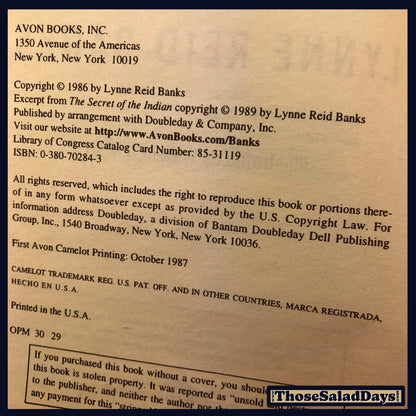 AVON BOOKS, INC.
1350 Avenue of the Americas
New York, New York 10019
Copyright © 1986 by Lynne Reid Banks
Excerpt from The Secret of the Indian copyright © 1989 by Lynne Reid Banks
Published by arrangement with Doubleday & Company, Inc.
Visit our website at http://www.AvonBooks.com/Banks
Library of Congress Catalog Card Number: 85-31119
ISBN: 0-380-70284-3
All rights reserved, which includes the right to reproduce this book or portions there-
of in any form whatsoever except as provided by the U.S. Copyright Law. For
information address Doubleday, a division of Bantam Doubleday Dell Publishing
Group, Inc., 1540 Broadway, New York, New York 10036.
First Avon Camelot Printing: October 1987
CAMELOT TRADEMARK REG. U.S. PAT. OFF. AND IN OTHER COUNTRIES, MARCA REGISTRADA,
HECHO EN U.S.A.
Printed in the U.S.A.
OPM 30 29
If you purchased this book without a cover, you should
this book is stolen property. It was reported as "unsold
to the publisher, and neither the author nor the
any payment for this
!ThoseSaladDays!